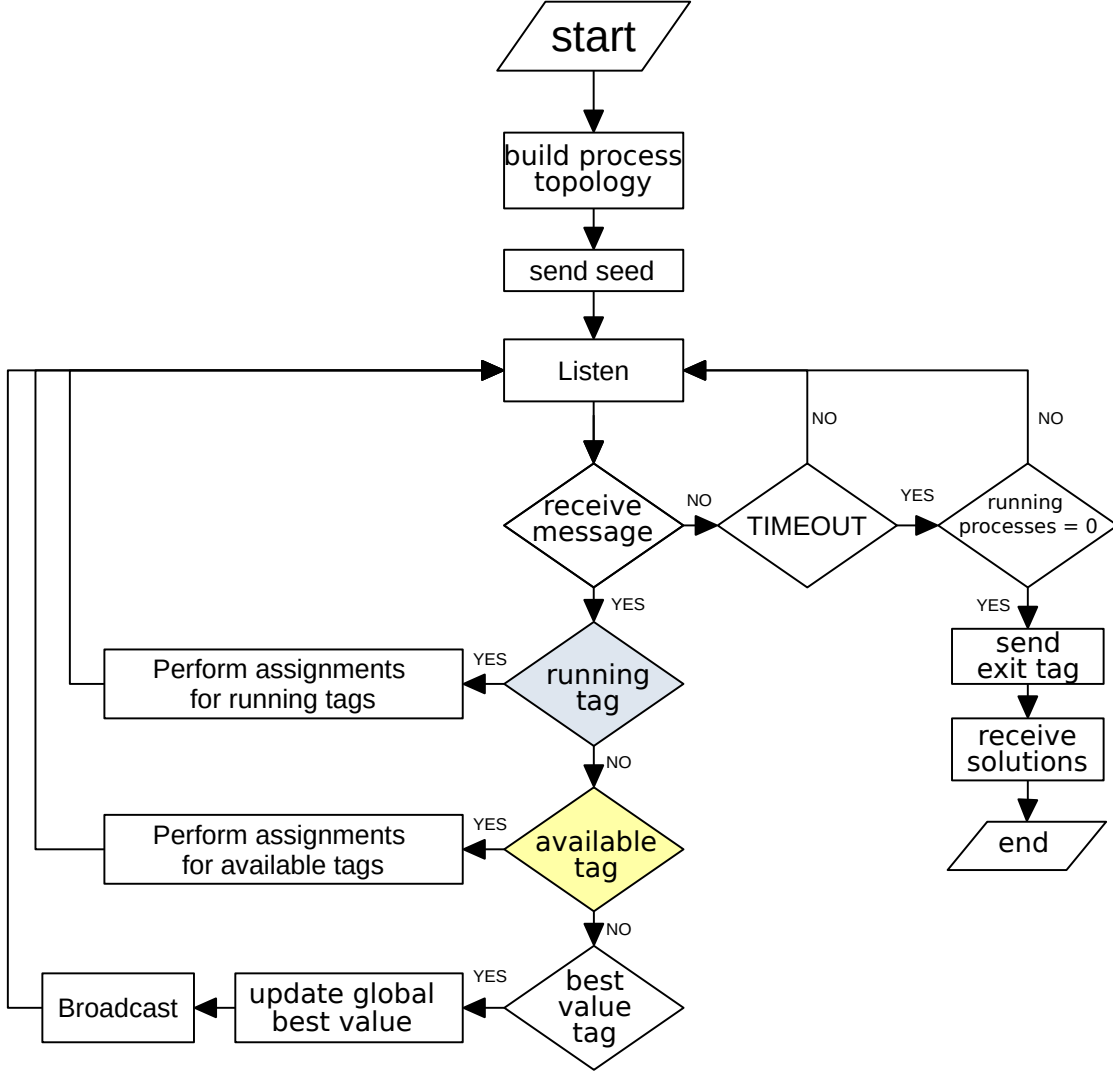 start
build process
topology
send seed
Listen
NO
NO
receive
message
NO
TIMEOUT
YES
running
processes = 0
YES
YES
send
exit tag
Perform assignments
for running tags
YES
running
tag
receive
solutions
NO
end
Perform assignments
for available tags
YES
available
tag
NO
Broadcast
update global
best value
YES
best
value
tag